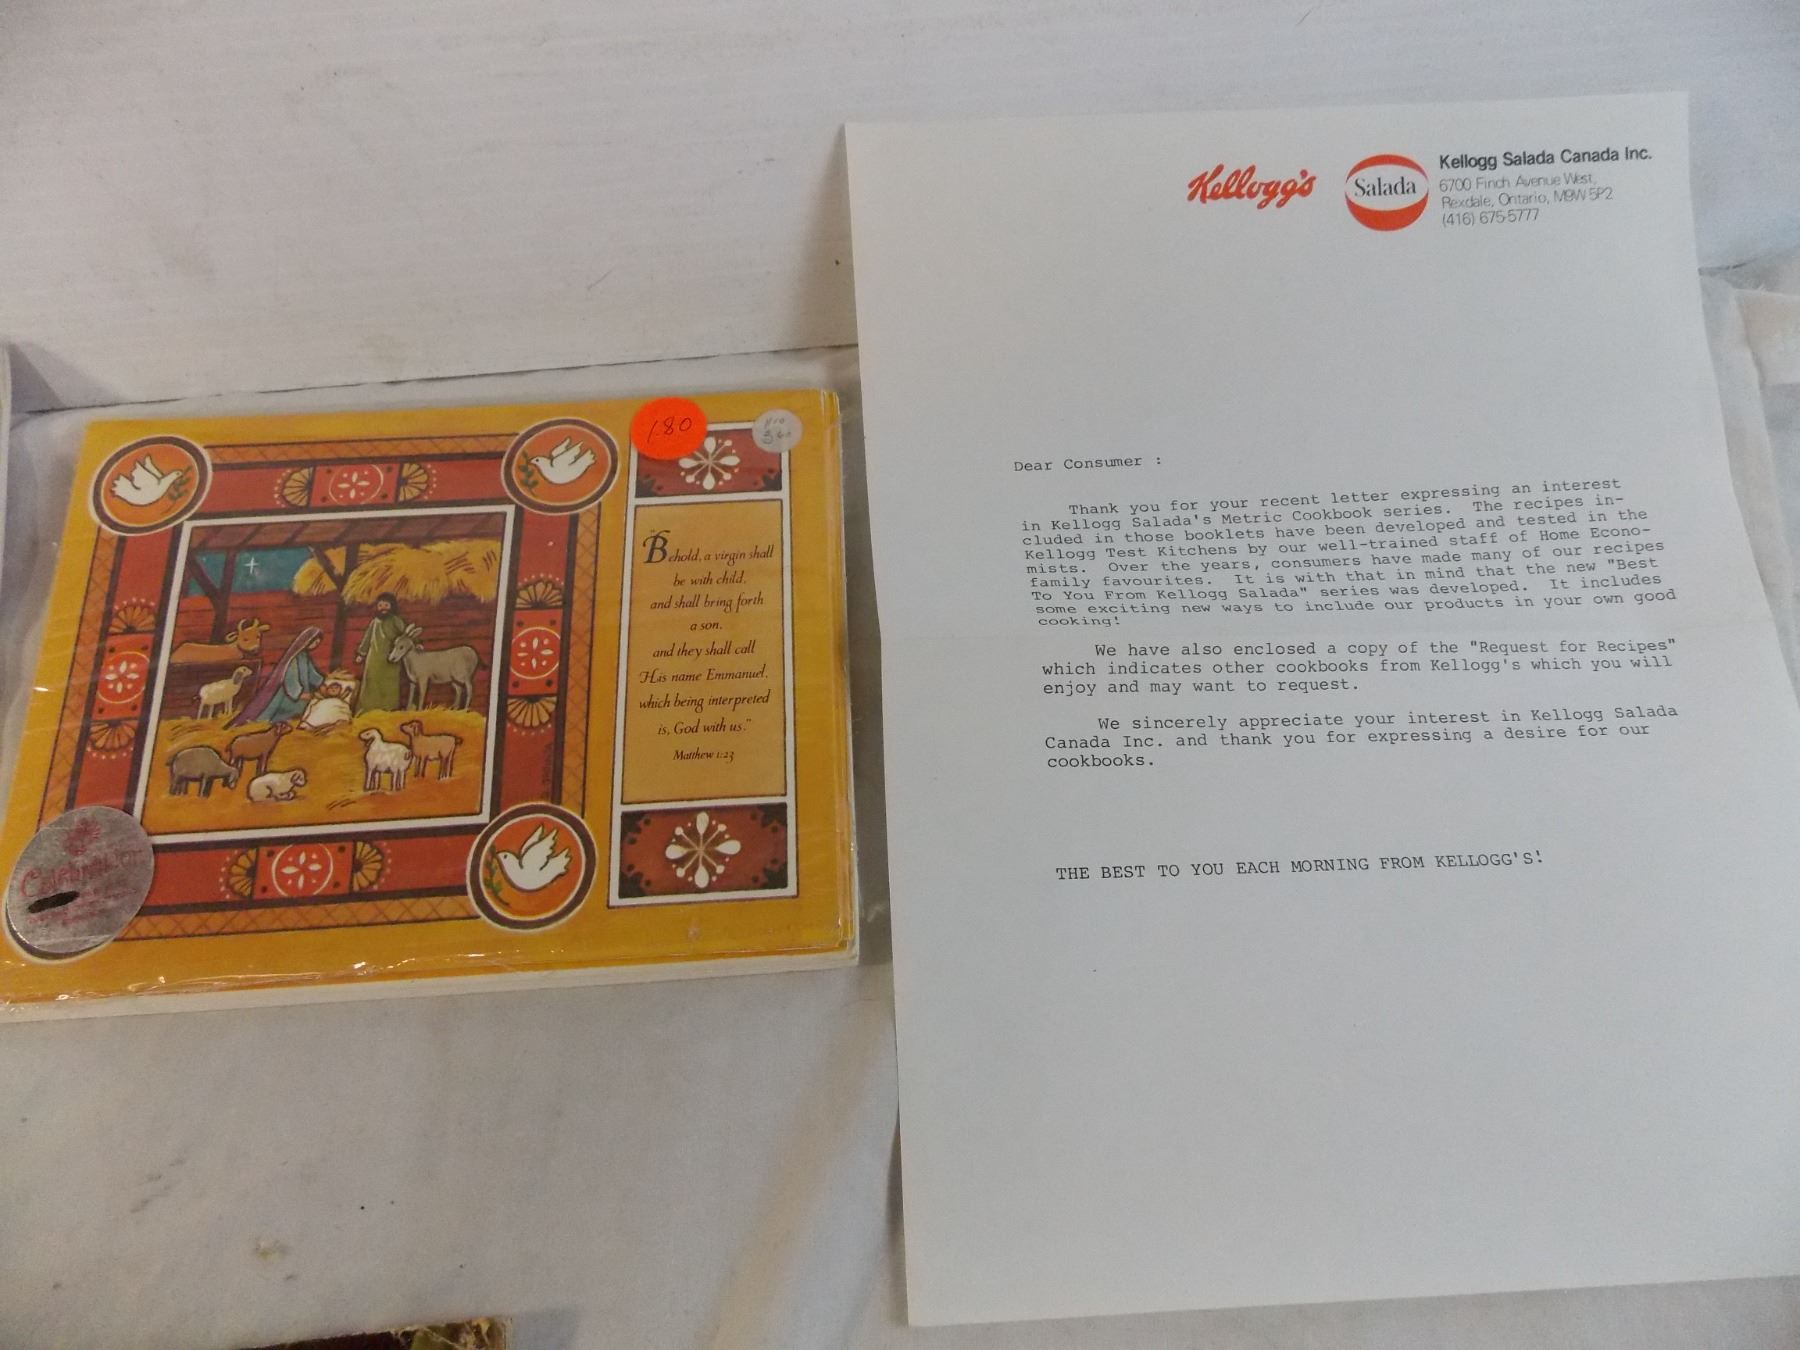 1.80
"Behold, a virgin shall
be with child,
and shall bring forth
a son,
and they shall call
His name Emmanuel,
which being interpreted
is, God with us."
Matthew 1:23
Kellogg's
Salada
Kellogg Salada Canada Inc.
6700 Finch Avenue West,
Rexdale, Ontario, M9W 5P2
(416) 675-5777
Dear Consumer :
Thank you for your recent letter expressing an interest
in Kellogg Salada's Metric Cookbook series. The recipes in-
cluded in those booklets have been developed and tested in the
Kellogg Test Kitchens by our well-trained staff of Home Econo-
mists. Over the years, consumers have made many of our recipes
family favourites. It is with that in mind that the new "Best
To You From Kellogg Salada" series was developed. It includes
some exciting new ways to include our products in your own good
cooking!
We have also enclosed a copy of the "Request for Recipes"
which indicates other cookbooks from Kellogg's which you will
enjoy and may want to request.
We sincerely appreciate your interest in Kellogg Salada
Canada Inc. and thank you for expressing a desire for our
cookbooks.
THE BEST TO YOU EACH MORNING FROM KELLOGG'S!